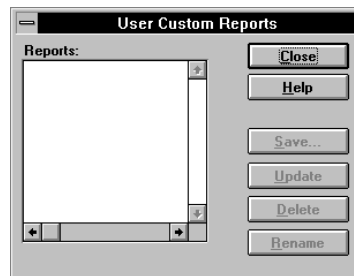 User Custom Reports
Reports:
Close
Help
Save...
Update
Delete
Rename